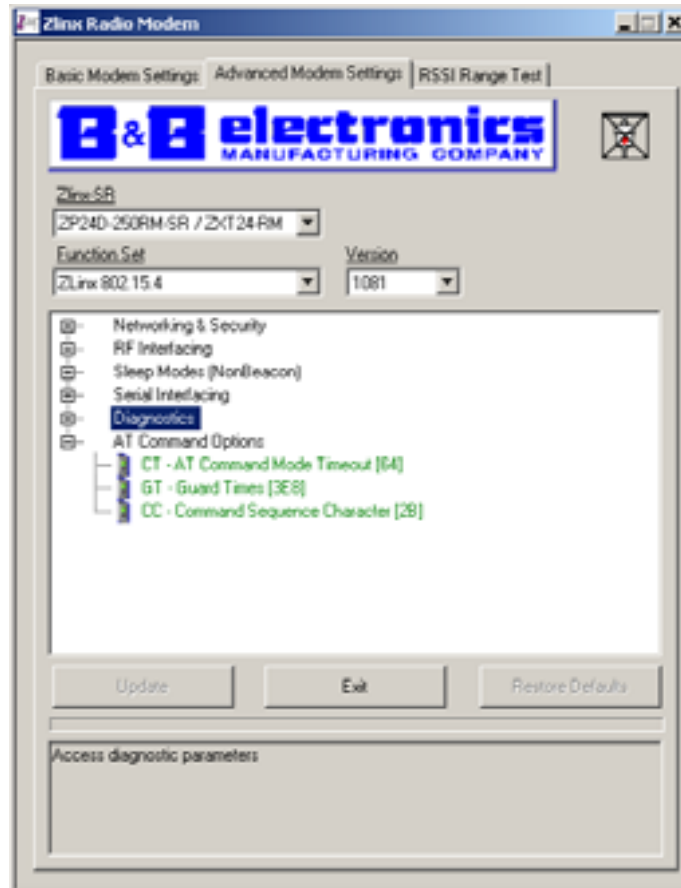 Zlinx Radio Modem
Basic Modem Settings
Advanced Modem Settings
RSSI Range Test
B&B electronics
MANUFACTURING COMPANY
Zlinx-SR
ZP24D-250RM-SR / ZXT24-RM
Function Set
Version
ZLinx 802.15.4
1081
Networking & Security
RF Interfacing
Sleep Modes (NonBeacon)
Serial Interfacing
Diagnostics
AT Command Options
CT - AT Command Mode Timeout [64]
GT - Guard Times [3E8]
CC - Command Sequence Character [2B]
Update
Exit
Restore Defaults
Access diagnostic parameters